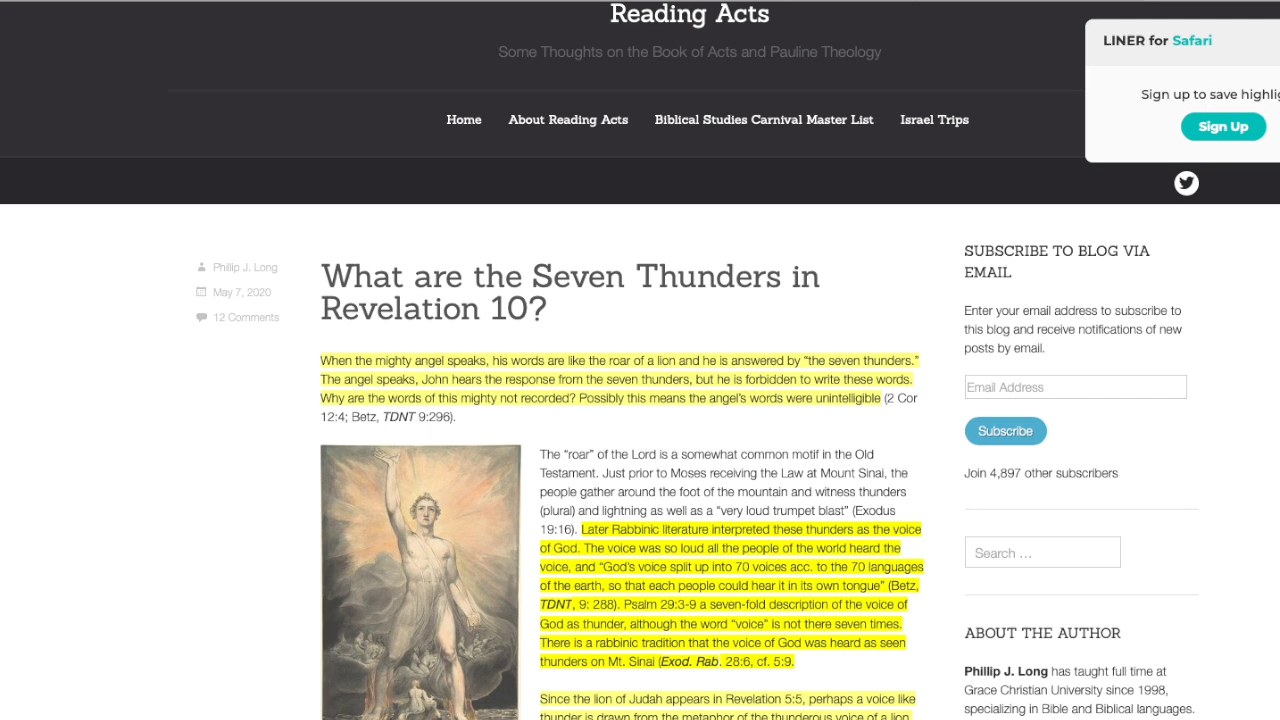 Reading Acts
Some Thoughts on the Book of Acts and Pauline Theology
LINER for Safari
Sign up to save highlig
Sign Up
Home
About Reading Acts
Biblical Studies Carnival Master List
Israel Trips
Phillip J. Long
May 7, 2020
12 Comments
What are the Seven Thunders in
Revelation 10?
When the mighty angel speaks, his words are like the roar of a lion and he is answered by “the seven thunders.”
The angel speaks, John hears the response from the seven thunders, but he is forbidden to write these words.
Why are the words of this mighty not recorded? Possibly this means the angel’s words were unintelligible (2 Cor
12:4; Betz, TDNT 9:296).
The “roar” of the Lord is a somewhat common motif in the Old
Testament. Just prior to Moses receiving the Law at Mount Sinai, the
people gather around the foot of the mountain and witness thunders
(plural) and lightning as well as a “very loud trumpet blast” (Exodus
19:16). Later Rabbinic literature interpreted these thunders as the voice
of God. The voice was so loud all the people of the world heard the
voice, and “God’s voice split up into 70 voices acc. to the 70 languages
of the earth, so that each people could hear it in its own tongue” (Betz,
TDNT, 9: 288). Psalm 29:3-9 a seven-fold description of the voice of
God as thunder, although the word “voice” is not there seven times.
There is a rabbinic tradition that the voice of God was heard as seen
thunders on Mt. Sinai (Exod. Rab. 28:6, cf. 5:9.
Since the lion of Judah appears in Revelation 5:5, perhaps a voice like
thunder is drawn from the metaphor of the thunderous voice of a lion
SUBSCRIBE TO BLOG VIA
EMAIL
Enter your email address to subscribe to
this blog and receive notifications of new
posts by email.
Email Address
Subscribe
Join 4,897 other subscribers
Search …
ABOUT THE AUTHOR
Phillip J. Long has taught full time at
Grace Christian University since 1998,
specializing in Bible and Biblical languages.